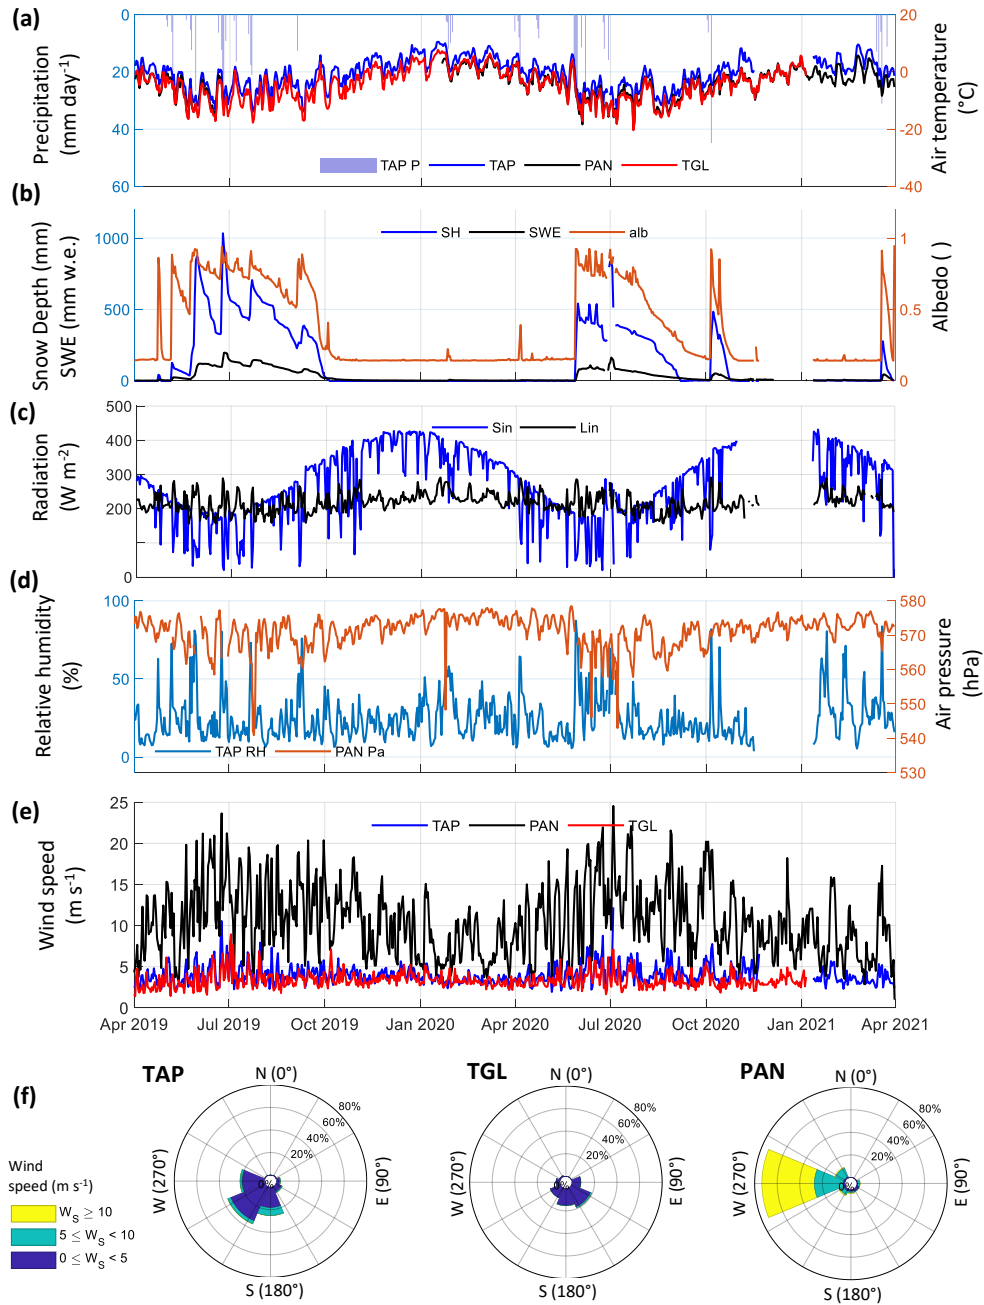 (a)
0
20
40
60
Precipitation
(mm day-1)
20
0
-20
-40
Air temperature
(°C)
TAP P TAP PAN TGL
(b)
1000
500
0
Snow Depth (mm)
SWE (mm w.e.)
SH SWE alb
1
0.5
0
Albedo ( )
(c)
500
400
300
200
100
0
Radiation
(W m-2)
Sin Lin
(d)
100
50
0
Relative humidity
(%)
TAP RH PAN Pa
580
570
560
550
540
530
Air pressure
(hPa)
(e)
25
20
15
10
5
0
Wind speed
(m s-1)
TAP PAN TGL
Apr 2019 Jul 2019 Oct 2019 Jan 2020 Apr 2020 Jul 2020 Oct 2020 Jan 2021 Apr 2021
(f)
Wind
speed (m s-1)
WS ≥ 10
5 ≤ WS < 10
0 ≤ WS < 5
TAP
N (0°)
80%
60%
40%
20%
0%
W (270°)
E (90°)
S (180°)
TGL
N (0°)
80%
60%
40%
20%
0%
W (270°)
E (90°)
S (180°)
PAN
N (0°)
80%
60%
40%
20%
0%
W (270°)
E (90°)
S (180°)